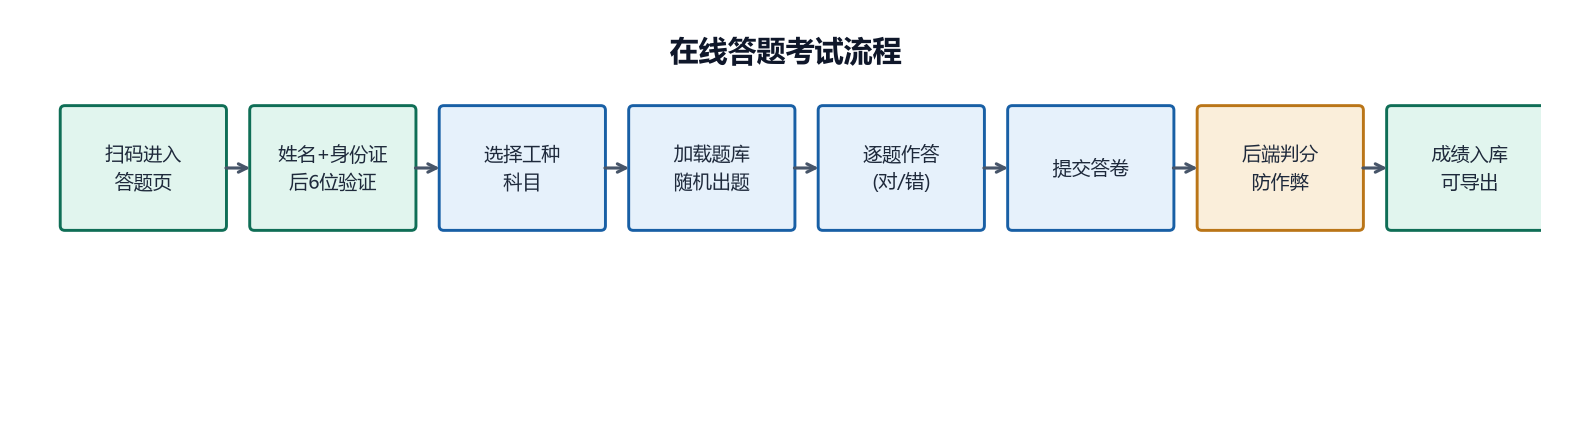 在线答题考试流程
扫码进入
答题页
姓名+身份证
后6位验证
选择工种
科目
加载题库
随机出题
逐题作答
(对/错)
提交答卷
后端判分
防作弊
成绩入库
可导出